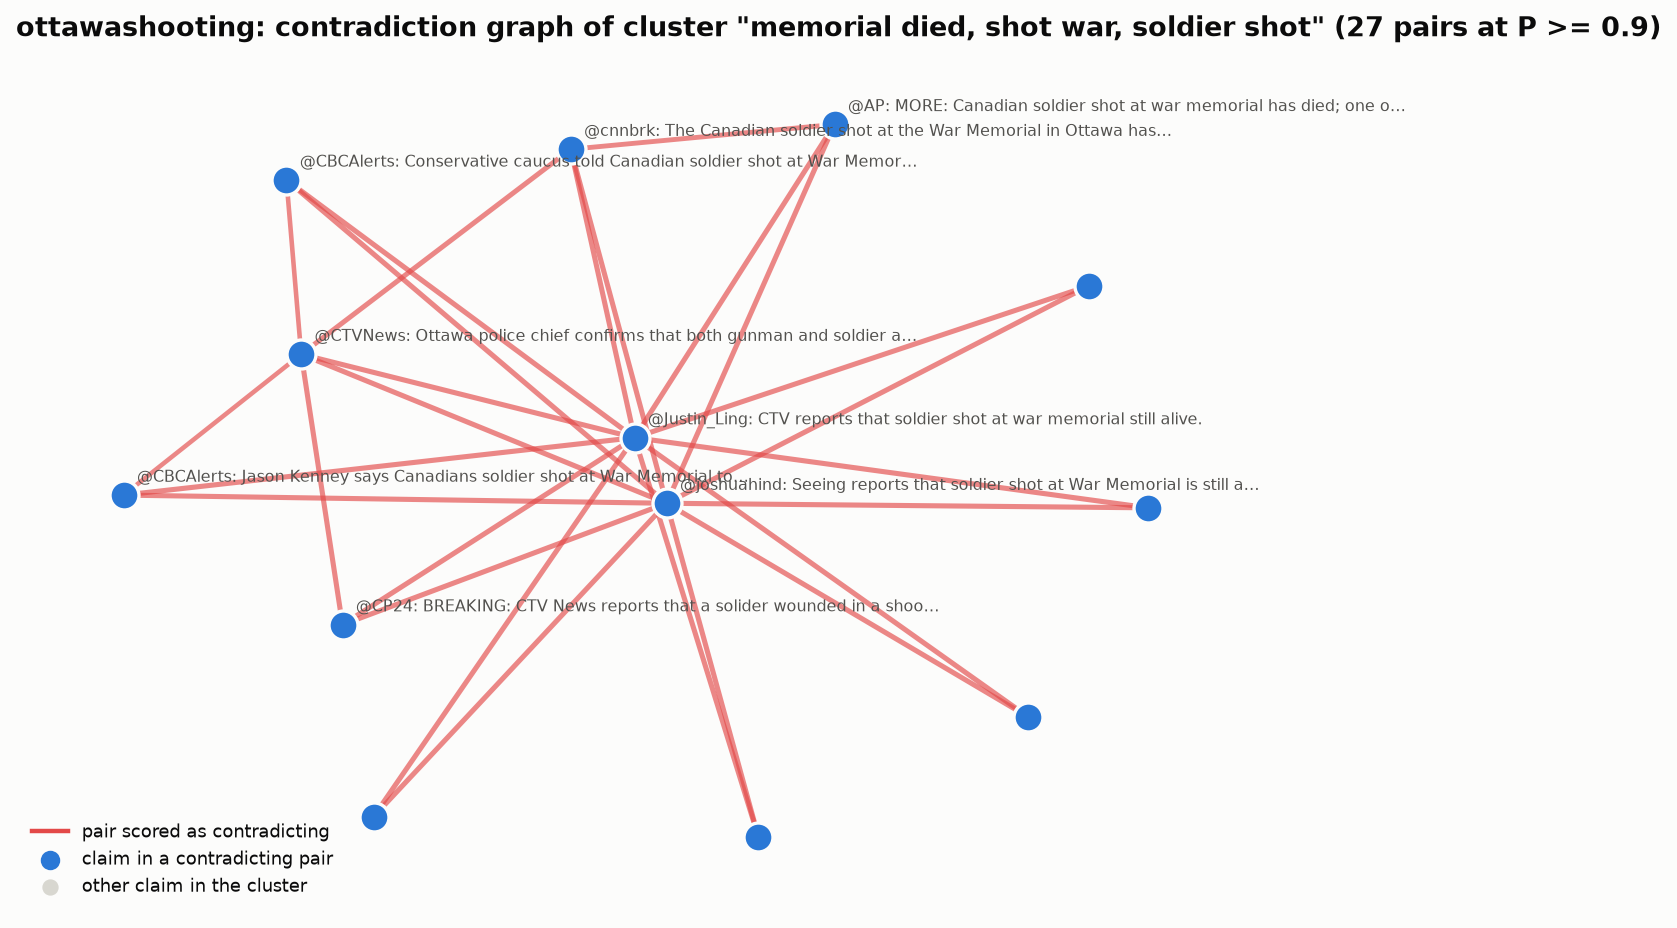 ottawashooting: contradiction graph of cluster "memorial died, shot war, soldier shot" (27 pairs at P >= 0.9)
@AP: MORE: Canadian soldier shot at war memorial has died; one o…
@cnnbrk: The Canadian soldier shot at the War Memorial in Ottawa has…
@CBCAlerts: Conservative caucus told Canadian soldier shot at War Memor…
@CTVNews: Ottawa police chief confirms that both gunman and soldier a…
@Justin_Ling: CTV reports that soldier shot at war memorial still alive.
@CBCAlerts: Jason Kenney says Canadians soldier shot at War Memorial to…
@joshuahind: Seeing reports that soldier shot at War Memorial is still a…
@CP24: BREAKING: CTV News reports that a solider wounded in a shoo…
pair scored as contradicting
claim in a contradicting pair
other claim in the cluster